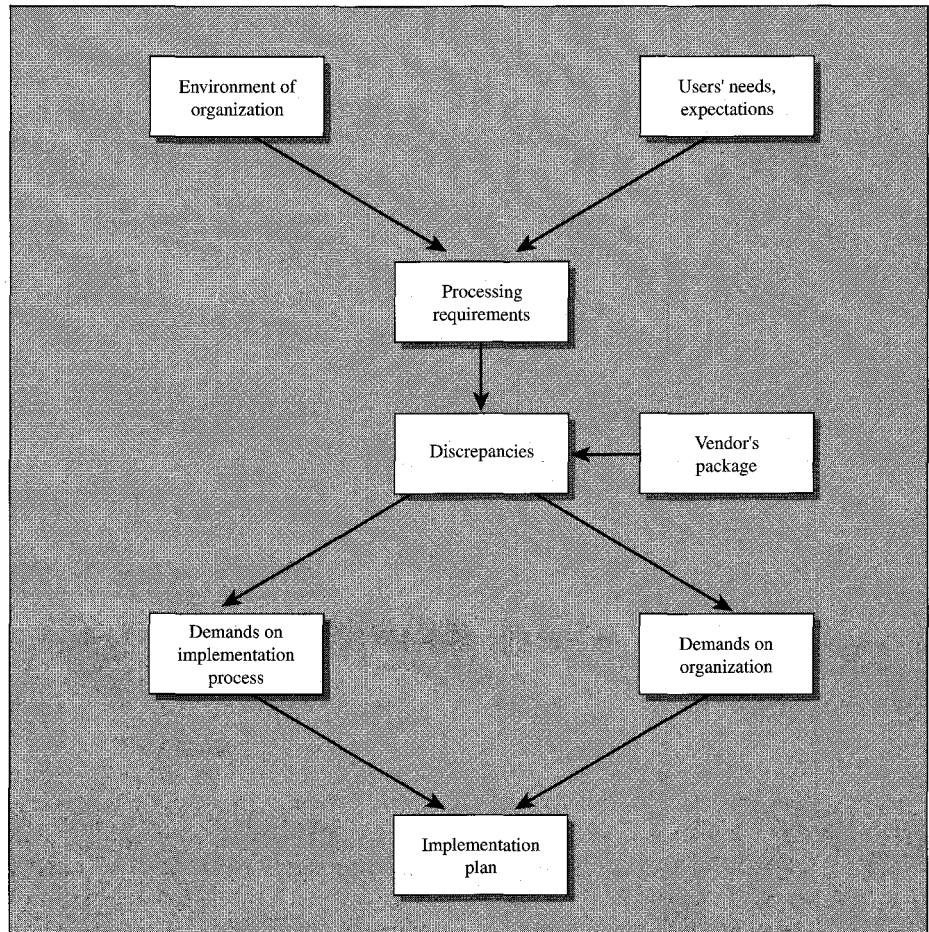 Environment of
organization
Users' needs,
expectations
Processing
requirements
Discrepancies
Vendor's
package
Demands on
implementation
process
Demands on
organization
Implementation
plan